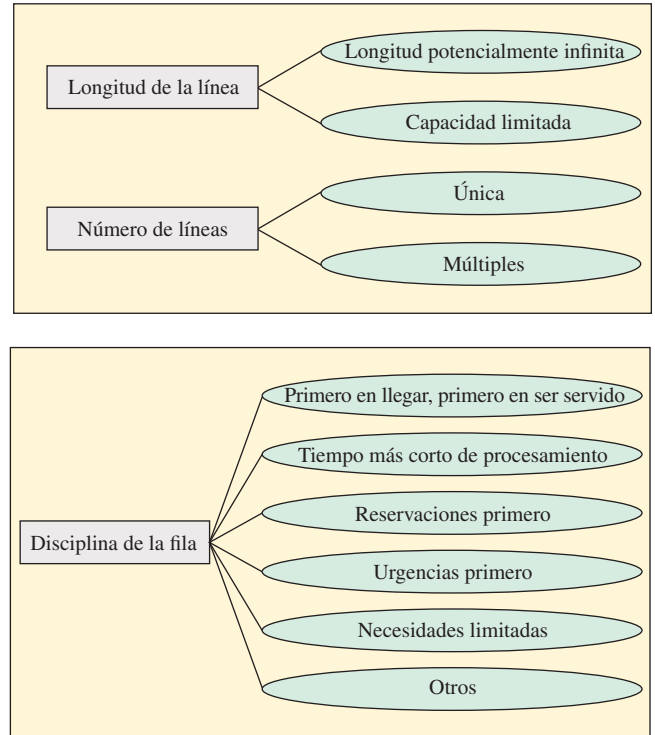 Longitud potencialmente infinita
Longitud de la línea
Capacidad limitada
Única
Número de líneas
Múltiples
Primero en llegar, primero en ser servido
Tiempo más corto de procesamiento
Reservaciones primero
Disciplina de la fila
Urgencias primero
Necesidades limitadas
Otros